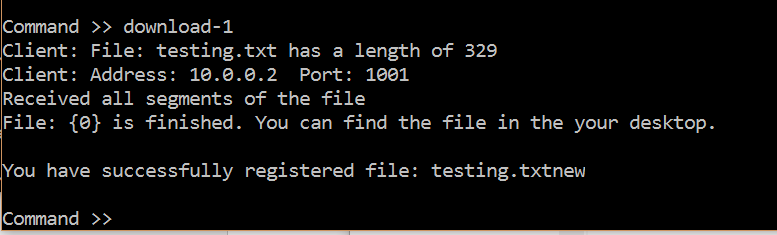 Command >> download-1
Client: File: testing.txt has a length of 329
Client: Address: 10.0.0.2  Port: 1001
Received all segments of the file
File: {0} is finished. You can find the file in the your desktop.
You have successfully registered file: testing.txtnew
Command >>